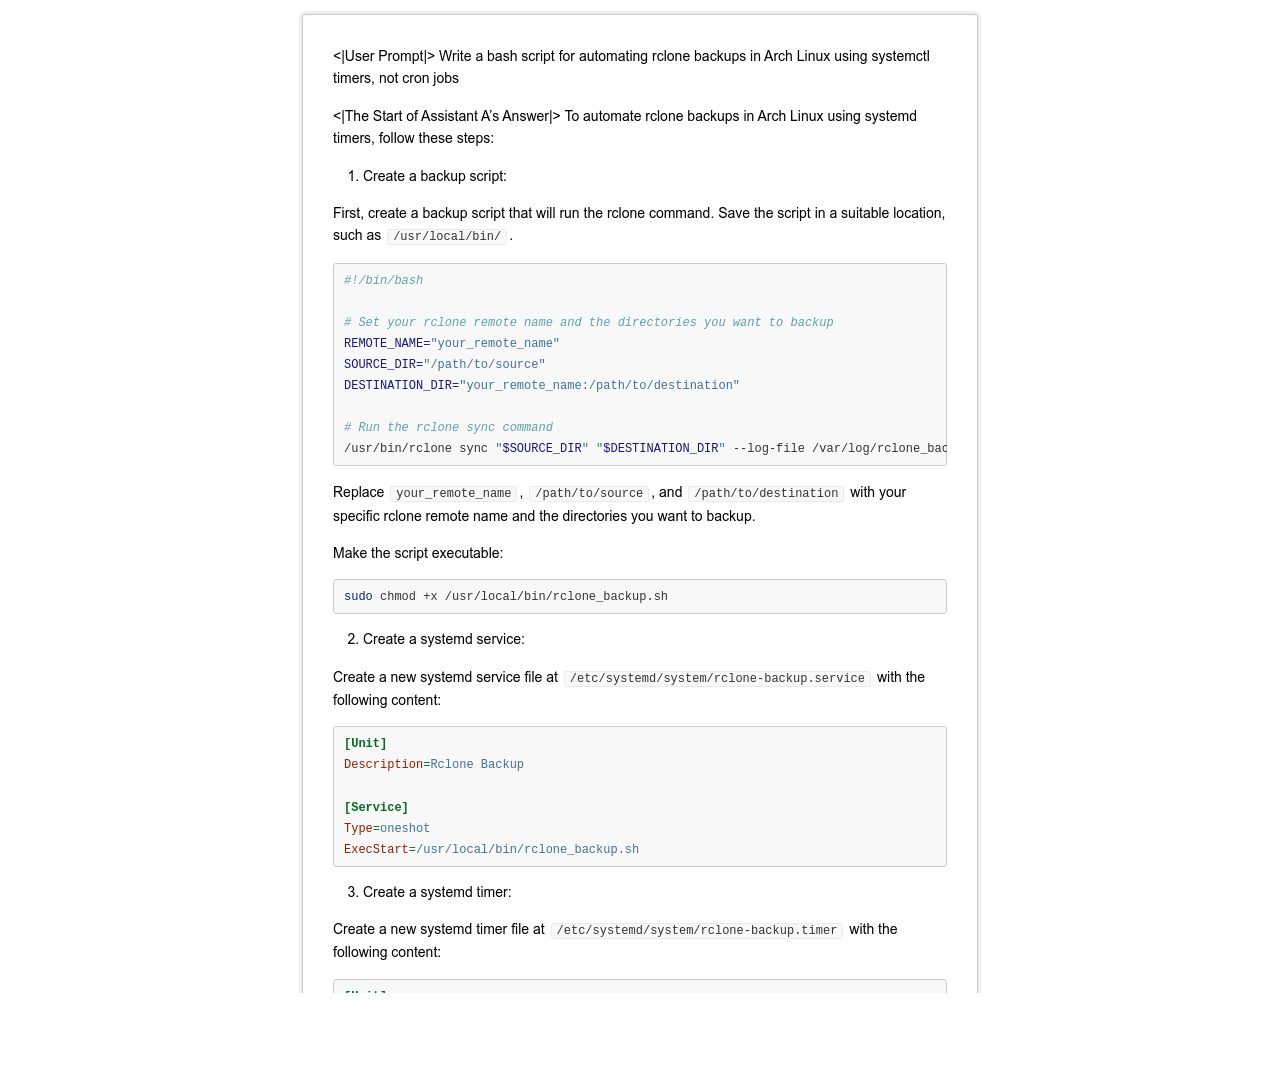 <|User Prompt|> Write a bash script for automating rclone backups in Arch Linux using systemctl
timers, not cron jobs
<|The Start of Assistant A's Answer|> To automate rclone backups in Arch Linux using systemd
timers, follow these steps:
1. Create a backup script:
First, create a backup script that will run the rclone command. Save the script in a suitable location,
such as /usr/local/bin/ .
#!/bin/bash
# Set your rclone remote name and the directories you want to backup
REMOTE_NAME="your_remote_name"
SOURCE_DIR="/path/to/source"
DESTINATION_DIR="your_remote_name:/path/to/destination"
# Run the rclone sync command
/usr/bin/rclone sync "$SOURCE_DIR" "$DESTINATION_DIR" --log-file /var/log/rclone_bac
Replace your_remote_name , /path/to/source , and /path/to/destination with your
specific rclone remote name and the directories you want to backup.
Make the script executable:
sudo chmod +x /usr/local/bin/rclone_backup.sh
2. Create a systemd service:
Create a new systemd service file at /etc/systemd/system/rclone-backup.service with the
following content:
[Unit]
Description=Rclone Backup
[Service]
Type=oneshot
ExecStart=/usr/local/bin/rclone_backup.sh
3. Create a systemd timer:
Create a new systemd timer file at /etc/systemd/system/rclone-backup.timer with the
following content: